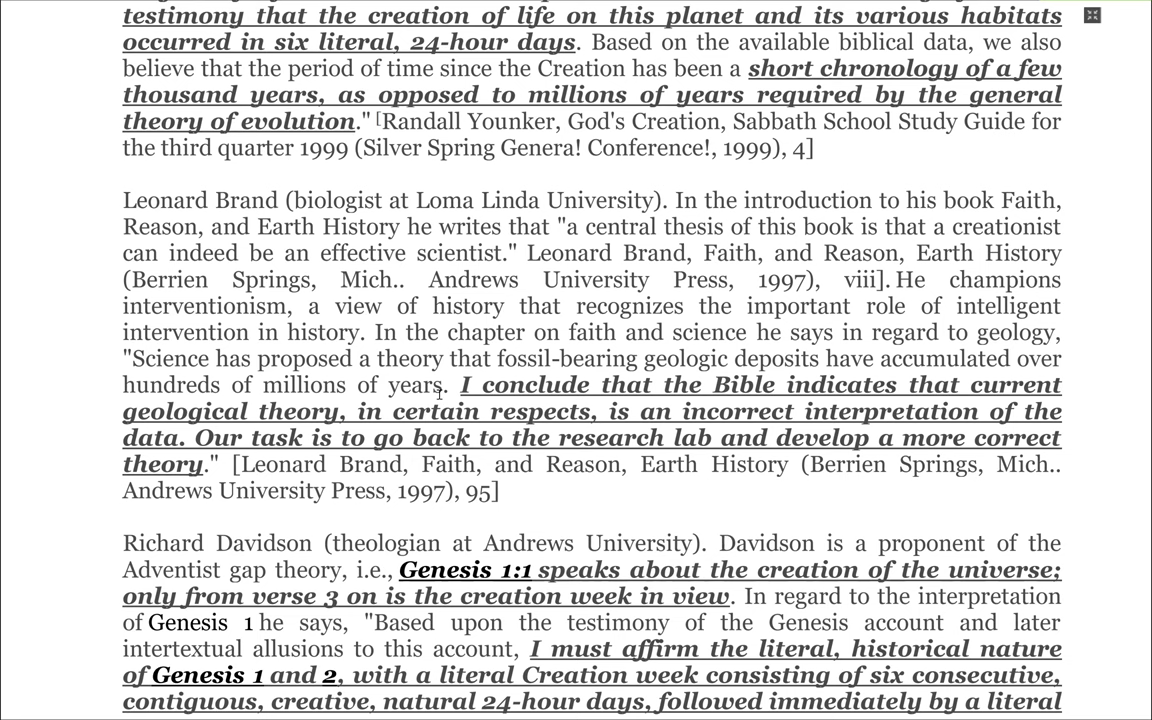 testimony that the creation of life on this planet and its various habitats
occurred in six literal, 24-hour days. Based on the available biblical data, we also
believe that the period of time since the Creation has been a short chronology of a few
thousand years, as opposed to millions of years required by the general
theory of evolution." [Randall Younker, God's Creation, Sabbath School Study Guide for
the third quarter 1999 (Silver Spring Genera! Conference!, 1999), 4]
Leonard Brand (biologist at Loma Linda University). In the introduction to his book Faith,
Reason, and Earth History he writes that "a central thesis of this book is that a creationist
can indeed be an effective scientist." Leonard Brand, Faith, and Reason, Earth History
(Berrien Springs, Mich.. Andrews University Press, 1997), viii]. He champions
interventionism, a view of history that recognizes the important role of intelligent
intervention in history. In the chapter on faith and science he says in regard to geology,
"Science has proposed a theory that fossil-bearing geologic deposits have accumulated over
hundreds of millions of years. I conclude that the Bible indicates that current
geological theory, in certain respects, is an incorrect interpretation of the
data. Our task is to go back to the research lab and develop a more correct
theory." [Leonard Brand, Faith, and Reason, Earth History (Berrien Springs, Mich..
Andrews University Press, 1997), 95]
Richard Davidson (theologian at Andrews University). Davidson is a proponent of the
Adventist gap theory, i.e., Genesis 1:1 speaks about the creation of the universe;
only from verse 3 on is the creation week in view. In regard to the interpretation
of Genesis 1 he says, "Based upon the testimony of the Genesis account and later
intertextual allusions to this account, I must affirm the literal, historical nature
of Genesis 1 and 2, with a literal Creation week consisting of six consecutive,
contiguous, creative, natural 24-hour days, followed immediately by a literal